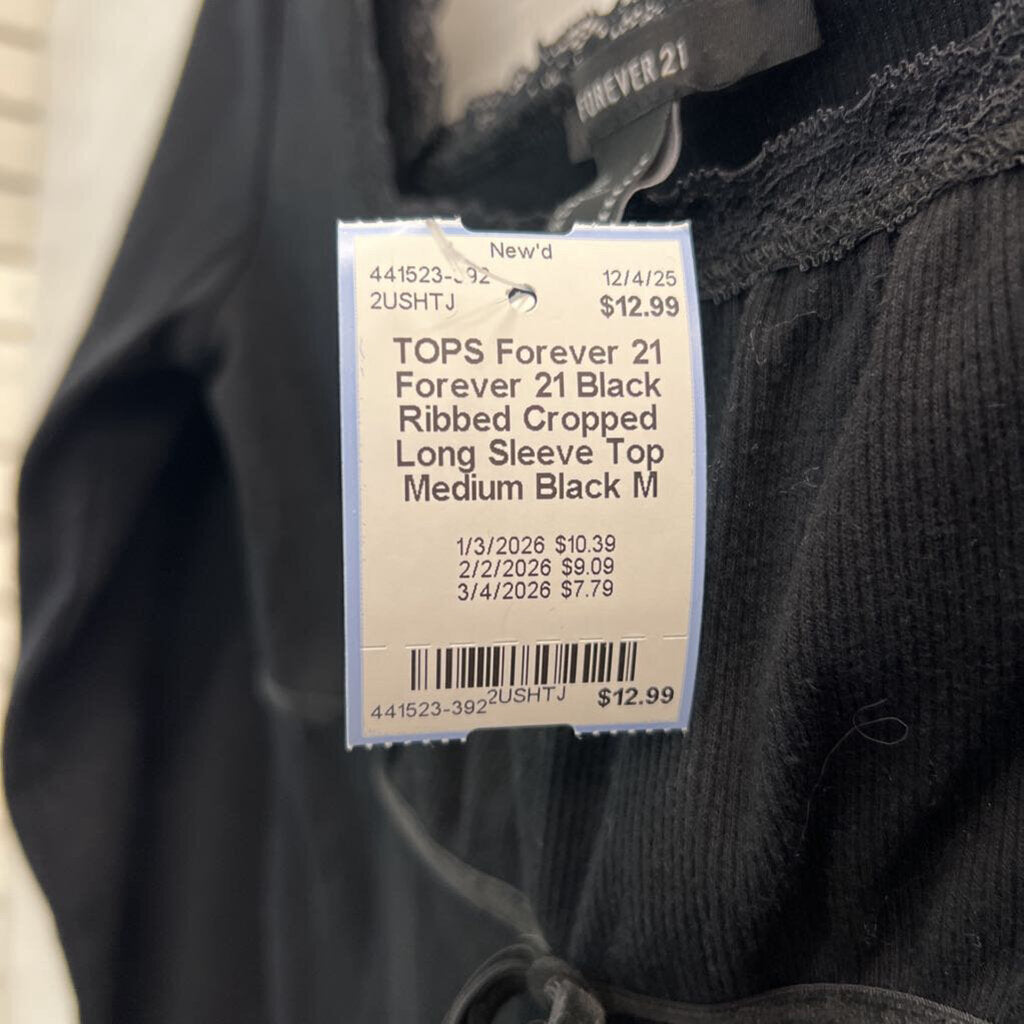 FOREVER 21
New'd
441523-392 12/4/25
2USHTJ $12.99
TOPS Forever 21
Forever 21 Black
Ribbed Cropped
Long Sleeve Top
Medium Black M
1/3/2026 $10.39
2/2/2026 $9.09
3/4/2026 $7.79
441523-392 2USHTJ $12.99